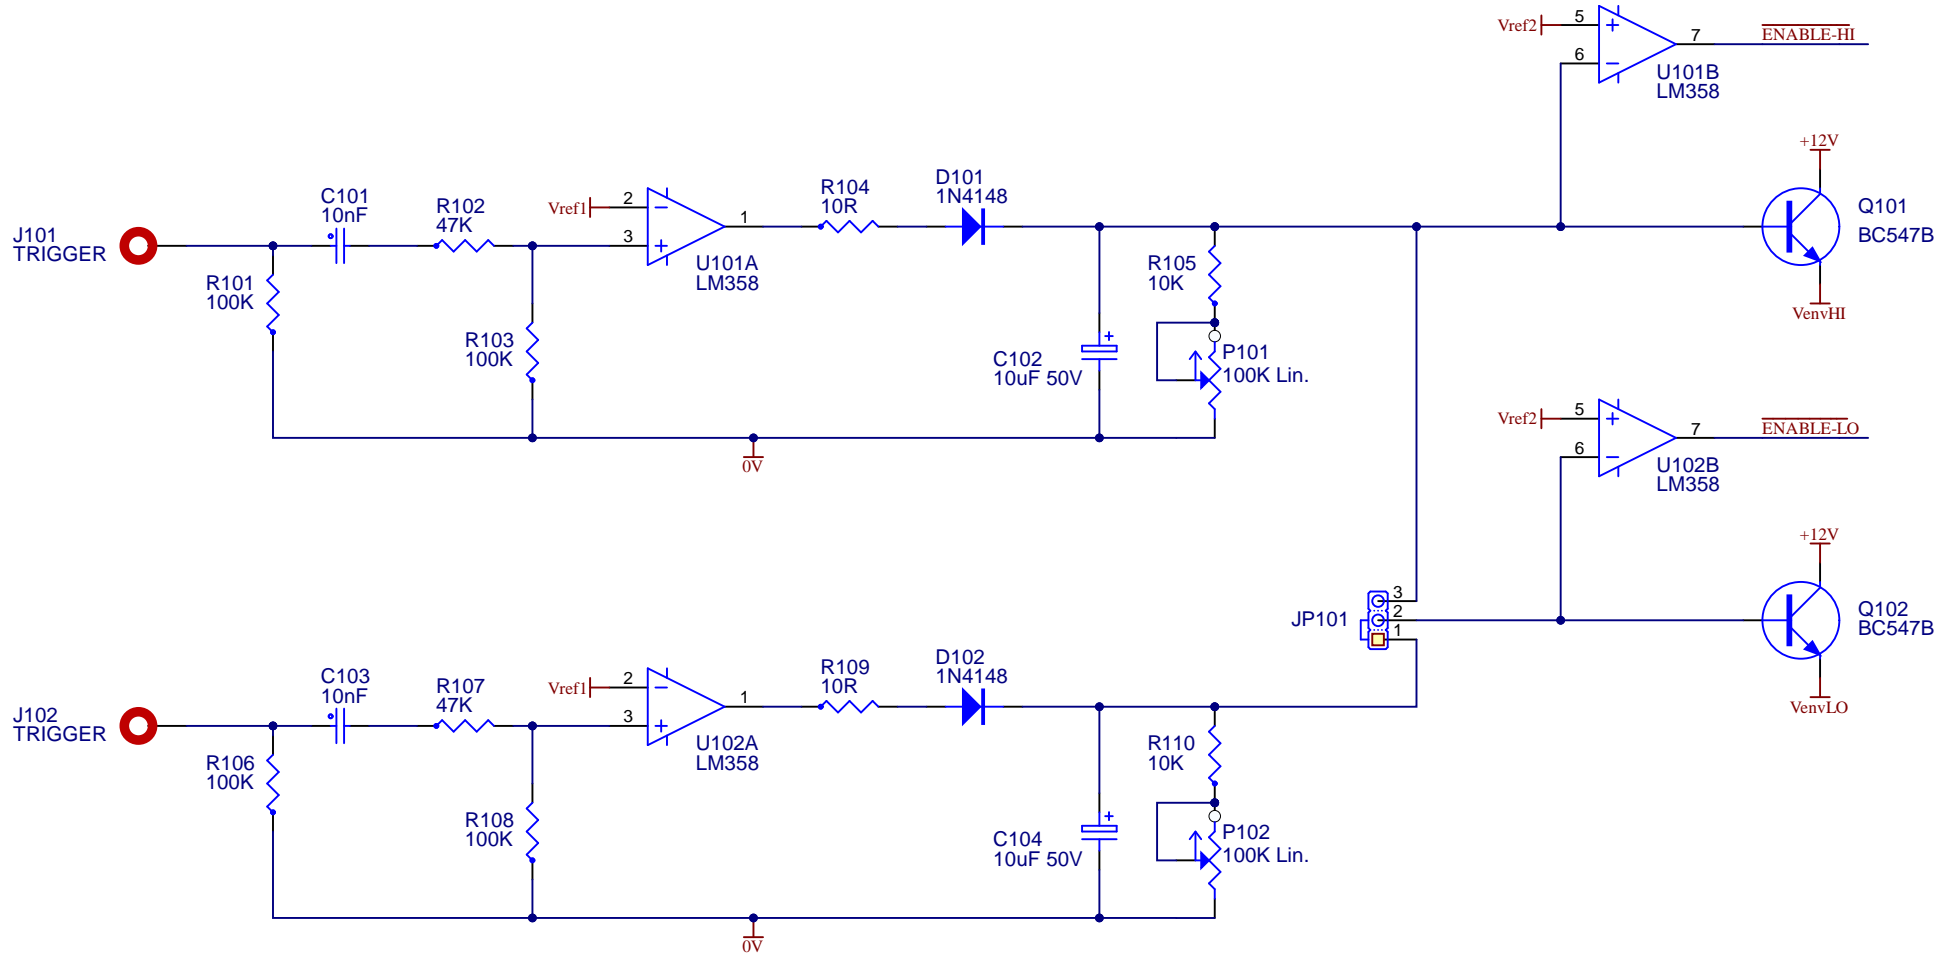 Vref2
5
6
7
ENABLE-HI
U101B
LM358
+12V
Q101
BC547B
VenvHI
J101
TRIGGER
R101
100K
C101
10nF
R102
47K
R103
100K
Vref1
2
3
1
U101A
LM358
R104
10R
D101
1N4148
C102
10uF 50V
R105
10K
P101
100K Lin.
0V
Vref2
5
6
7
ENABLE-LO
U102B
LM358
+12V
Q102
BC547B
VenvLO
JP101
3
2
1
J102
TRIGGER
R106
100K
C103
10nF
R107
47K
R108
100K
Vref1
2
3
1
U102A
LM358
R109
10R
D102
1N4148
C104
10uF 50V
R110
10K
P102
100K Lin.
0V